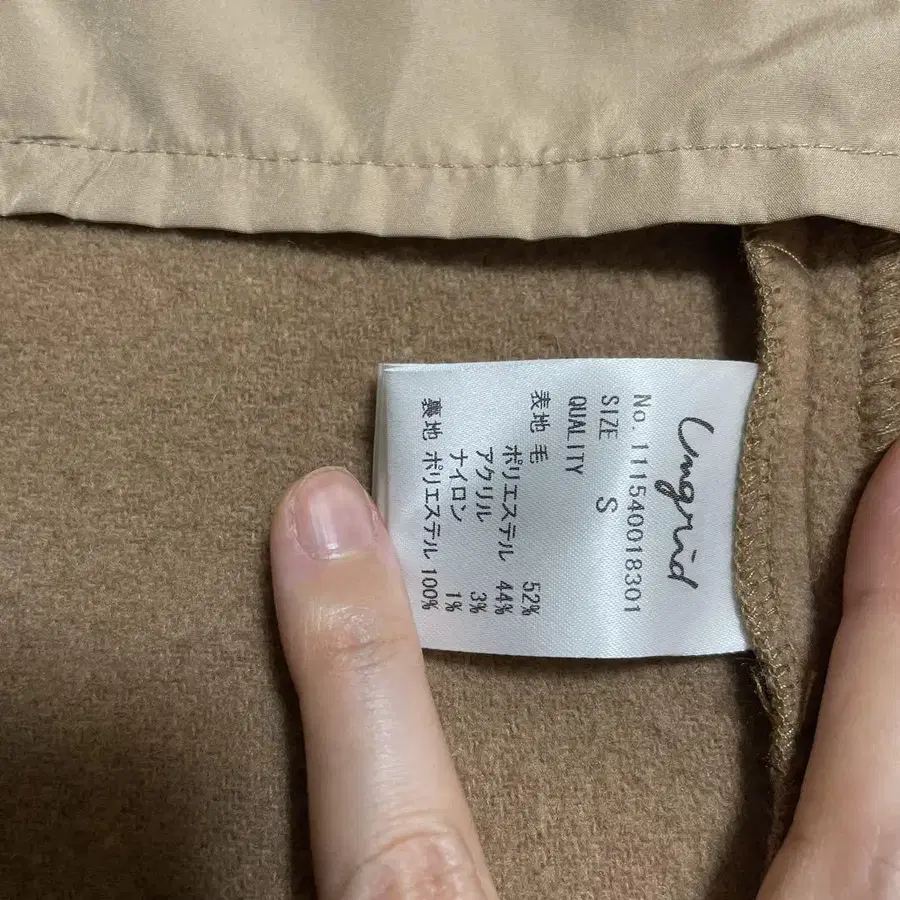 Ungrid
No. 111540018301
SIZE S
QUALITY
表地 毛 52%
ポリエステル 44%
アクリル 3%
ナイロン 1%
裏地 ポリエステル 100%